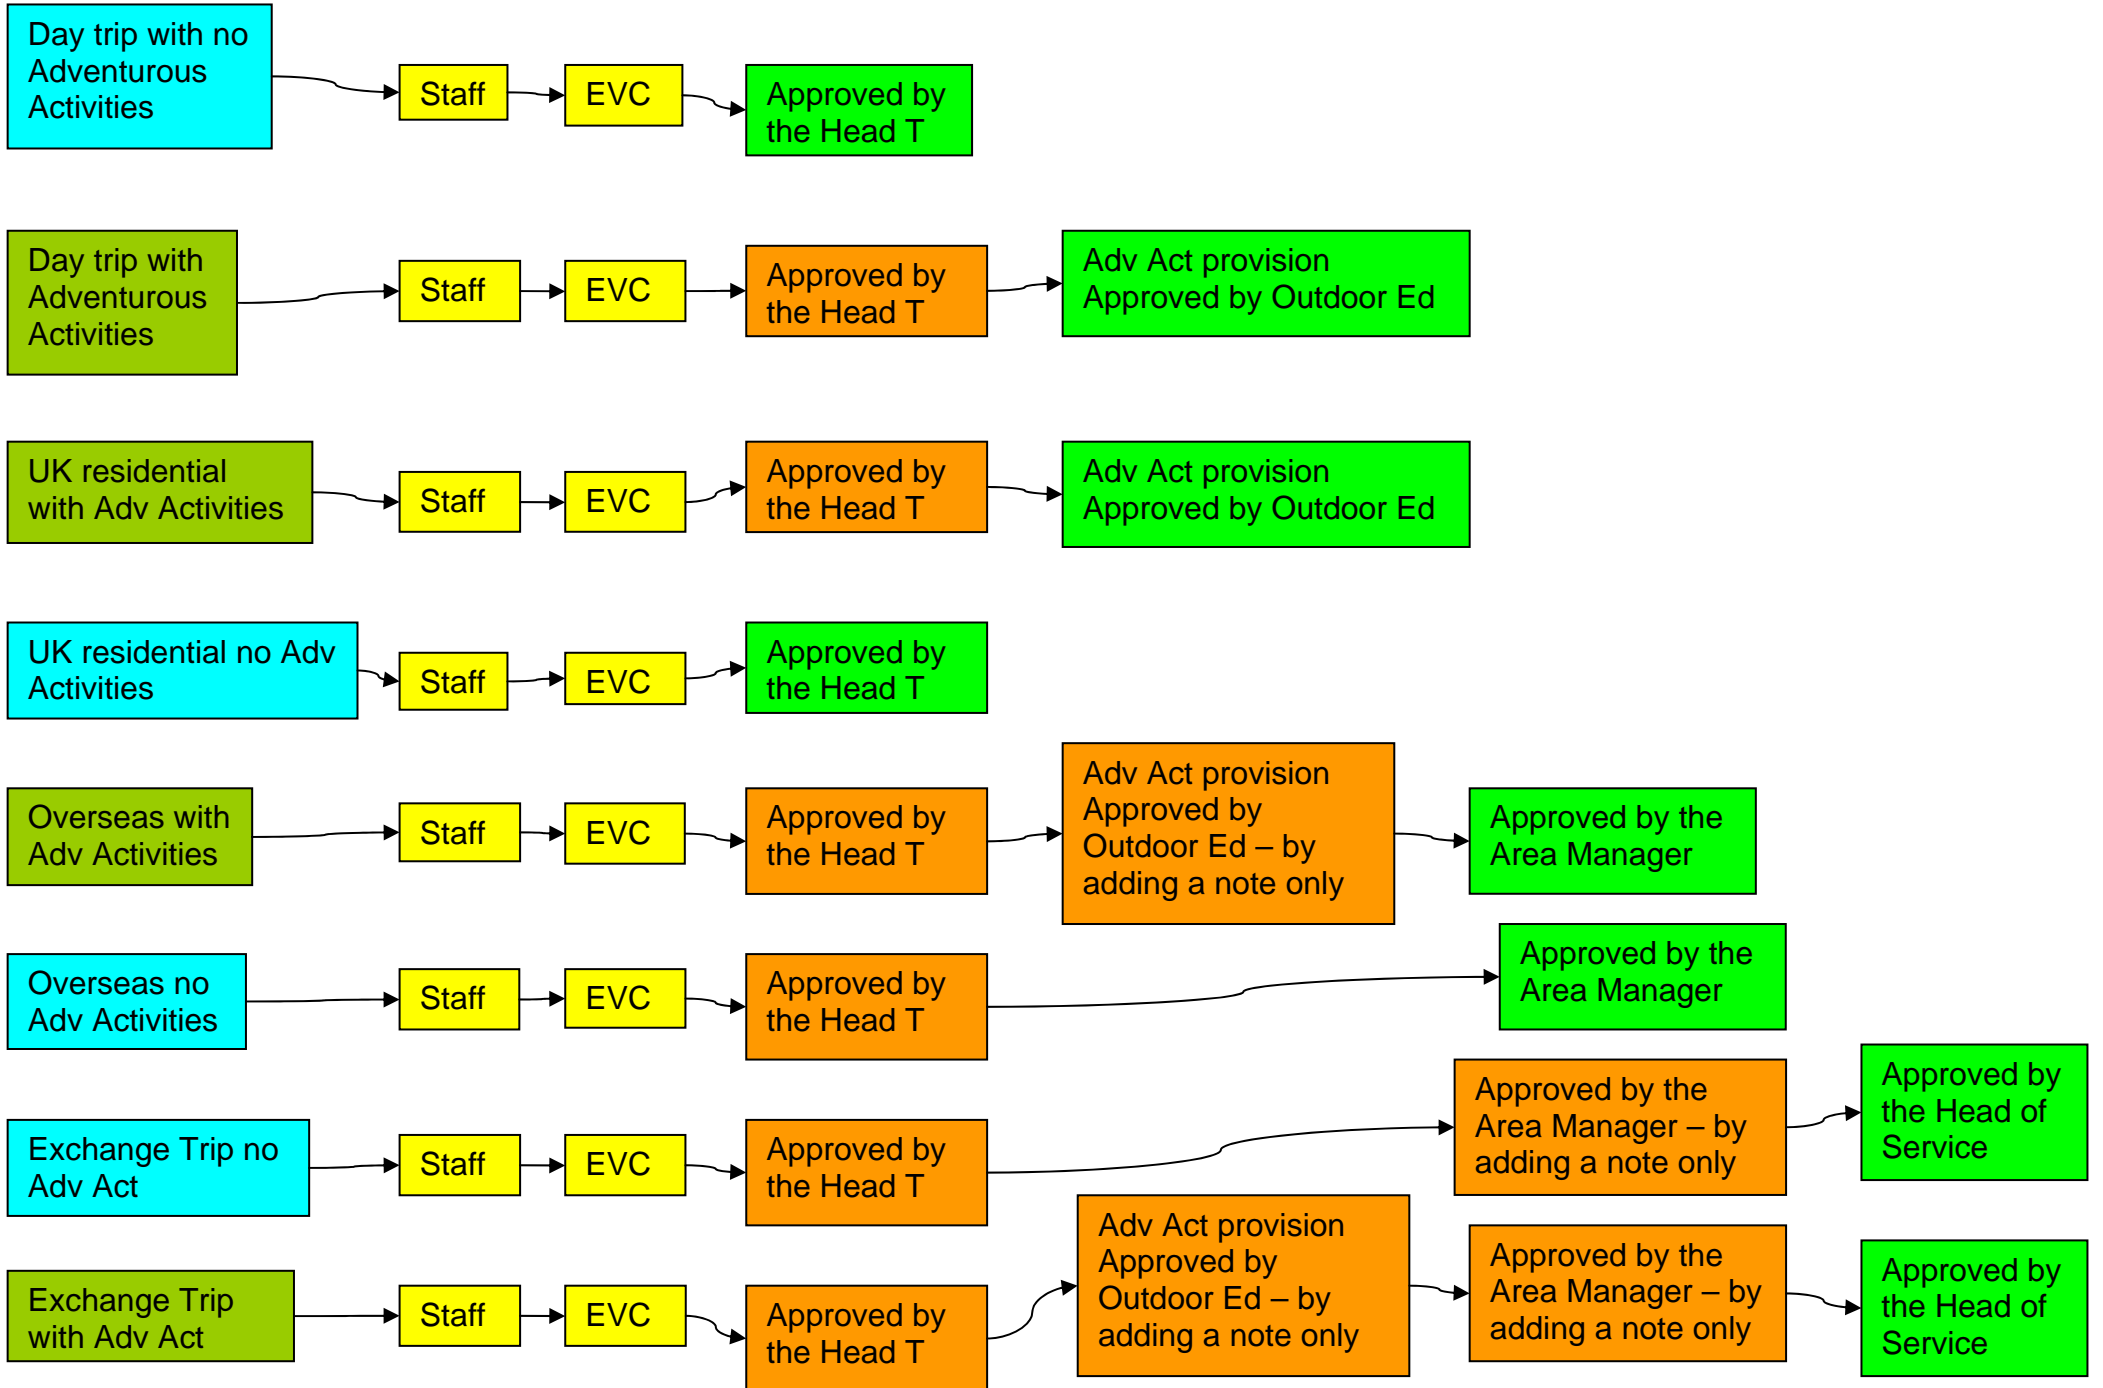 Day trip with no
Adventurous
Activities
Staff
EVC
Approved by
the Head T
Day trip with
Adventurous
Activities
Staff
EVC
Approved by
the Head T
Adv Act provision
Approved by Outdoor Ed
UK residential
with Adv Activities
Staff
EVC
Approved by
the Head T
Adv Act provision
Approved by Outdoor Ed
UK residential no Adv
Activities
Staff
EVC
Approved by
the Head T
Overseas with
Adv Activities
Staff
EVC
Approved by
the Head T
Adv Act provision
Approved by
Outdoor Ed – by
adding a note only
Approved by the
Area Manager
Overseas no
Adv Activities
Staff
EVC
Approved by
the Head T
Approved by the
Area Manager
Exchange Trip no
Adv Act
Staff
EVC
Approved by
the Head T
Approved by the
Area Manager – by
adding a note only
Approved by
the Head of
Service
Exchange Trip
with Adv Act
Staff
EVC
Approved by
the Head T
Adv Act provision
Approved by
Outdoor Ed – by
adding a note only
Approved by the
Area Manager – by
adding a note only
Approved by
the Head of
Service